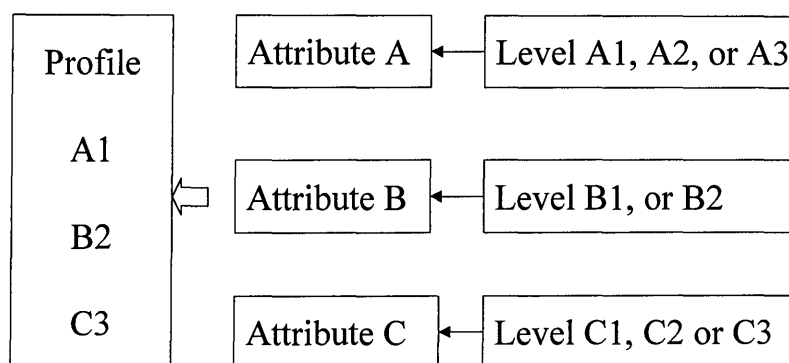 Profile
A1
B2
C3
Attribute A
Level A1, A2, or A3
Attribute B
Level B1, or B2
Attribute C
Level C1, C2 or C3